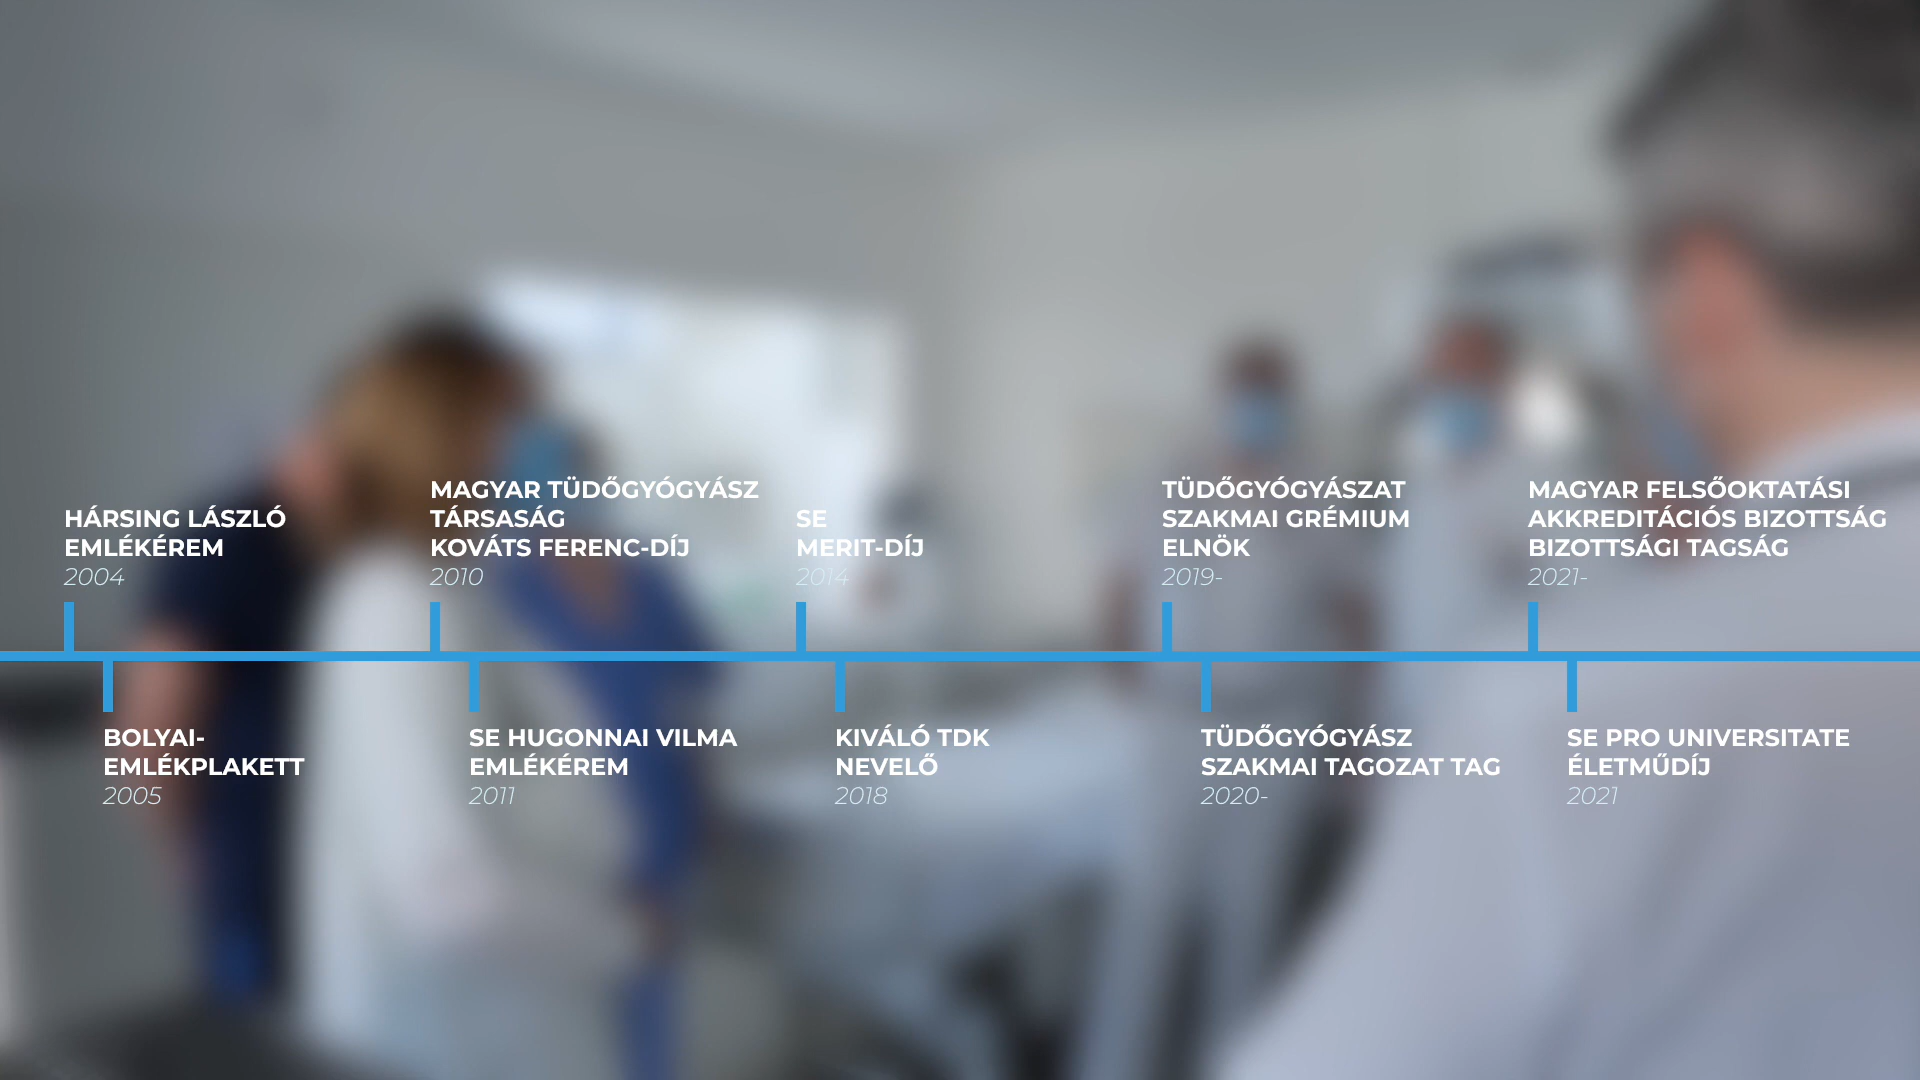 HÁRSING LÁSZLÓ
EMLÉKÉREM
2004
BOLYAI-
EMLÉKPLAKETT
2005
MAGYAR TÜDŐGYÓGYÁSZ
TÁRSASÁG
KOVÁTS FERENC-DÍJ
2010
SE HUGONNAI VILMA
EMLÉKÉREM
2011
SE
MERIT-DÍJ
2014
KIVÁLÓ TDK
NEVELŐ
2018
TÜDŐGYÓGYÁSZAT
SZAKMAI GRÉMIUM
ELNÖK
2019-
TÜDŐGYÓGYÁSZ
SZAKMAI TAGOZAT TAG
2020-
MAGYAR FELSŐOKTATÁSI
AKKREDITÁCIÓS BIZOTTSÁG
BIZOTTSÁGI TAGSÁG
2021-
SE PRO UNIVERSITATE
ÉLETMŰDÍJ
2021